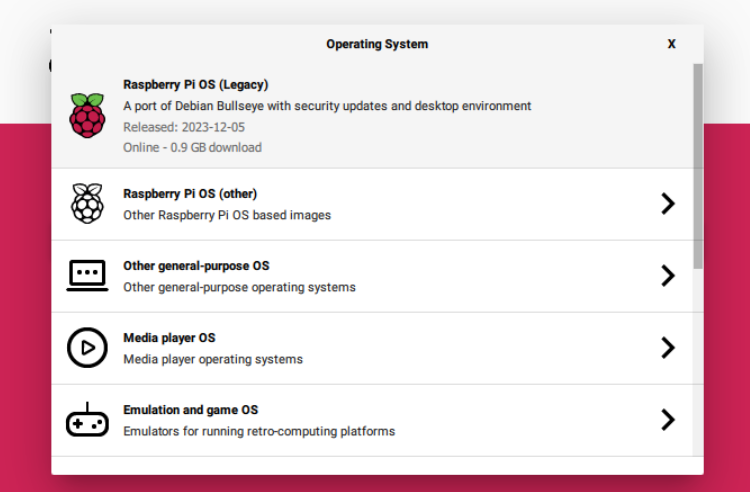 Operating System
X
Raspberry Pi OS (Legacy)
A port of Debian Bullseye with security updates and desktop environment
Released: 2023-12-05
Online - 0.9 GB download
Raspberry Pi OS (other)
Other Raspberry Pi OS based images
Other general-purpose OS
Other general-purpose operating systems
Media player OS
Media player operating systems
Emulation and game OS
Emulators for running retro-computing platforms